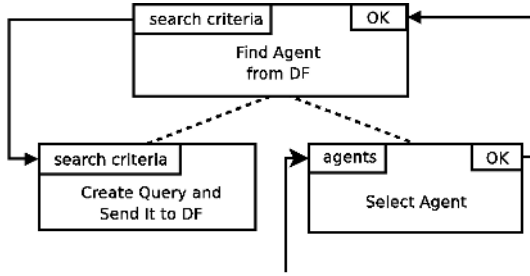 search criteria
OK
Find Agent
from DF
search criteria
Create Query and
Send It to DF
agents
OK
Select Agent